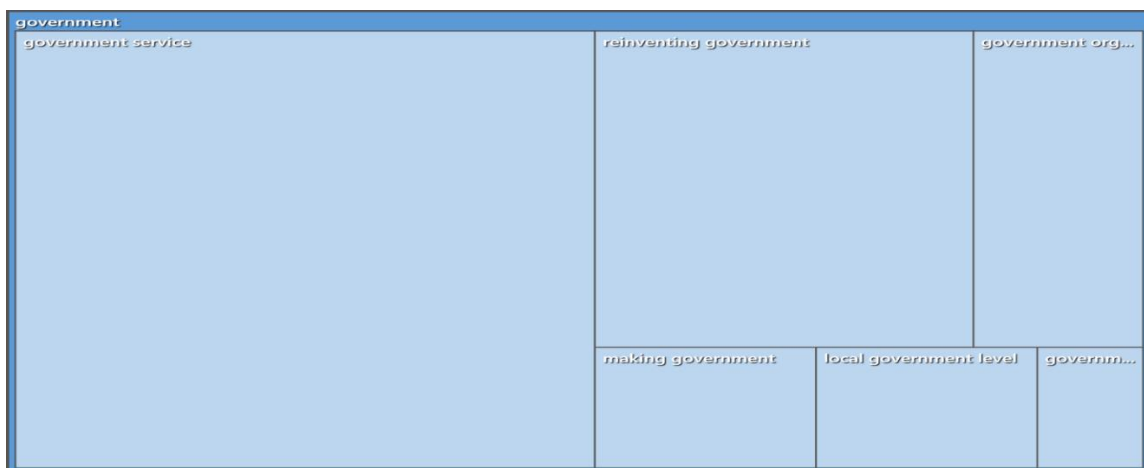 government
government service
reinventing government
government org...
making government
local government level
governm...